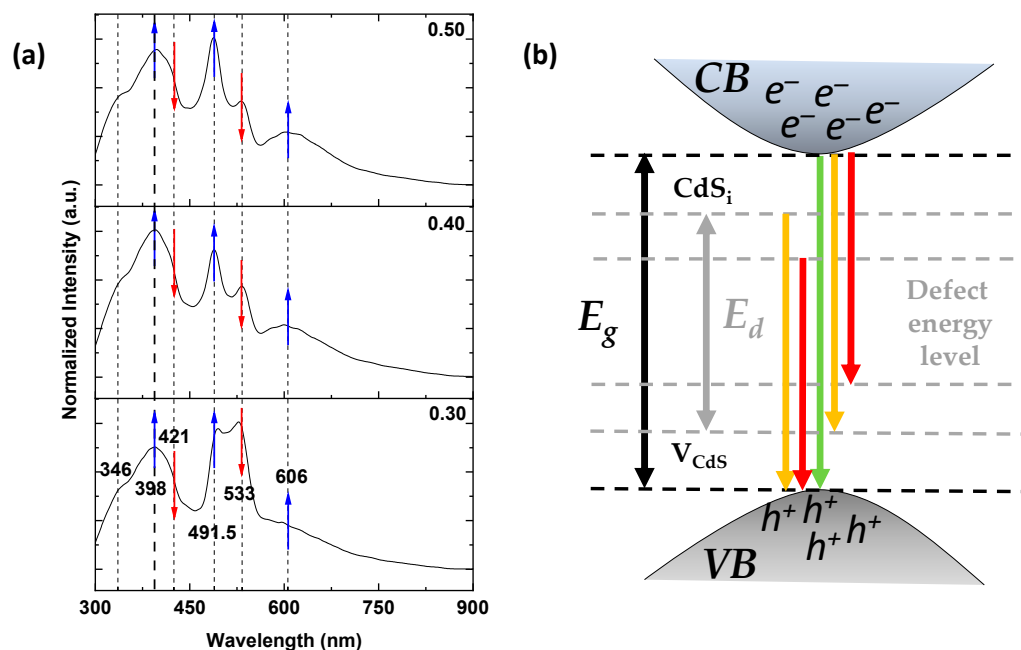 (a)
0.50
0.40
0.30
346
398
421
491.5
533
606
Normalized Intensity (a.u.)
300 450 600 750 900
Wavelength (nm)
(b)
CB
e⁻ e⁻
e⁻ e⁻ e⁻
CdSᵢ
E_g
E_d
Defect
energy
level
V_CdS
h⁺ h⁺
h⁺ h⁺
VB